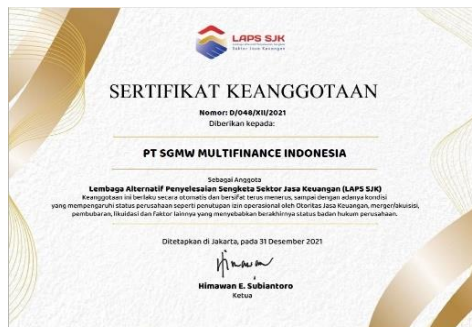 LAPS SJK
Sektor Jasa Keuangan
SERTIFIKAT KEANGGOTAAN
Nomor: D/048/XII/2021
Diberikan kepada:
PT SGMW MULTIFINANCE INDONESIA
Sebagai Anggota
Lembaga Alternatif Penyelesaian Sengketa Sektor Jasa Keuangan (LAPS SJK)
Keanggotaan ini berlaku secara otomatis dan bersifat terus menerus, sampai dengan adanya kondisi
yang mempengaruhi status perusahaan seperti penutupan izin operasional oleh Otoritas Jasa Keuangan, merger/akuisisi,
pembubaran, likuidasi dan faktor lainnya yang menyebabkan berakhirnya status badan hukum perusahaan.
Ditetapkan di Jakarta, pada 31 Desember 2021
Himawan
Himawan E. Subiantoro
Ketua